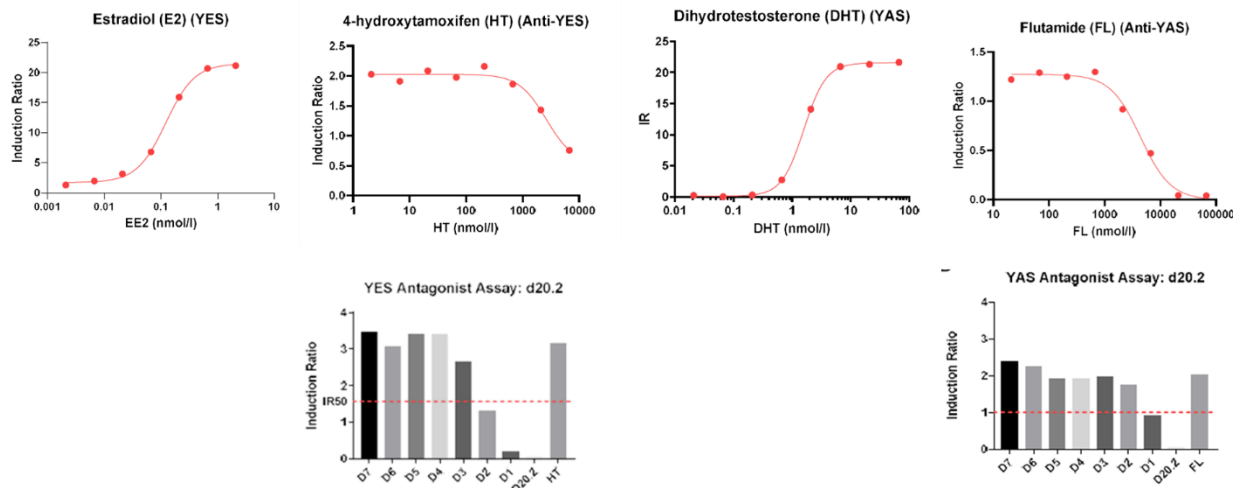 Estradiol (E2) (YES)
Induction Ratio
25
20
15
10
5
0
0.001
0.01
0.1
1
10
EE2 (nmol/l)
4-hydroxytamoxifen (HT) (Anti-YES)
Induction Ratio
2.5
2.0
1.5
1.0
0.5
0.0
1
10
100
1000
10000
HT (nmol/l)
Dihydrotestosterone (DHT) (YAS)
IR
25
20
15
10
5
0
0.01
0.1
1
10
100
DHT (nmol/l)
Flutamide (FL) (Anti-YAS)
Induction Ratio
1.5
1.0
0.5
0.0
10
100
1000
10000
100000
FL (nmol/l)
YES Antagonist Assay: d20.2
Induction Ratio
4
3
2
IR50
1
0
D7
D6
D5
D4
D3
D2
D1
D20.2
HT
YAS Antagonist Assay: d20.2
Induction Ratio
4
3
2
1
0
D7
D6
D5
D4
D3
D2
D1
D20.2
FL